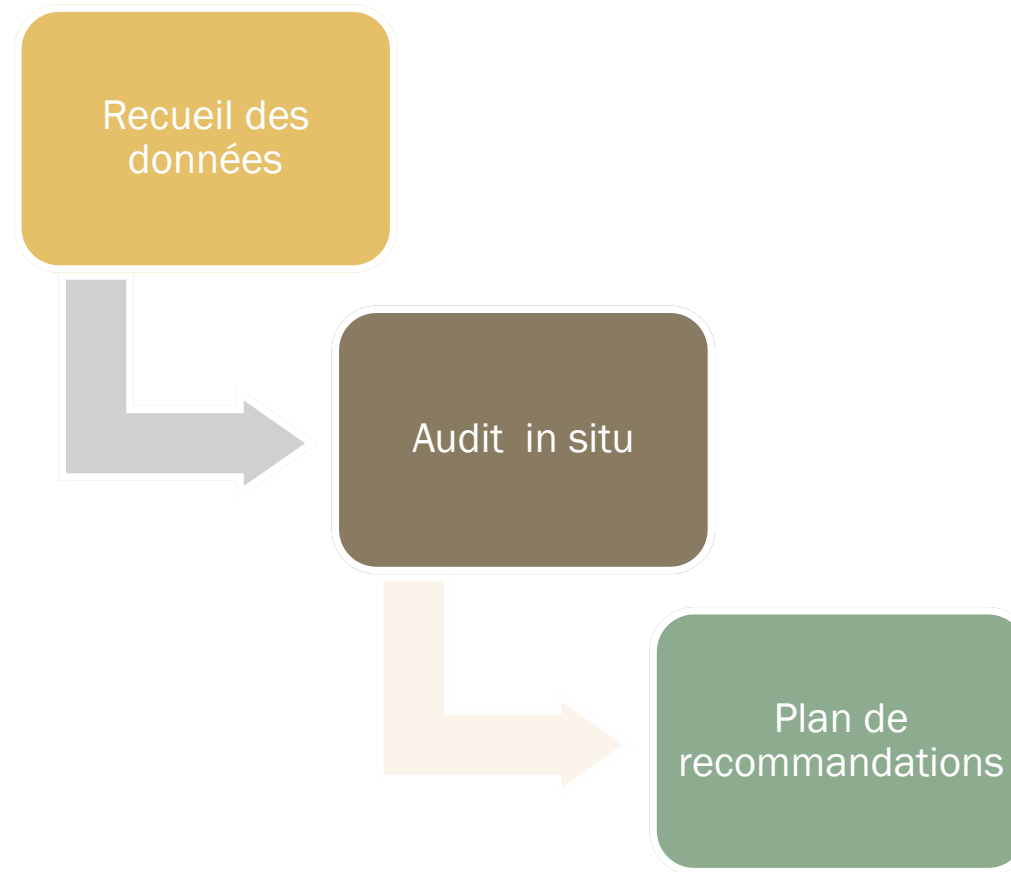 Recueil des
données
Audit  in situ
Plan de
recommandations